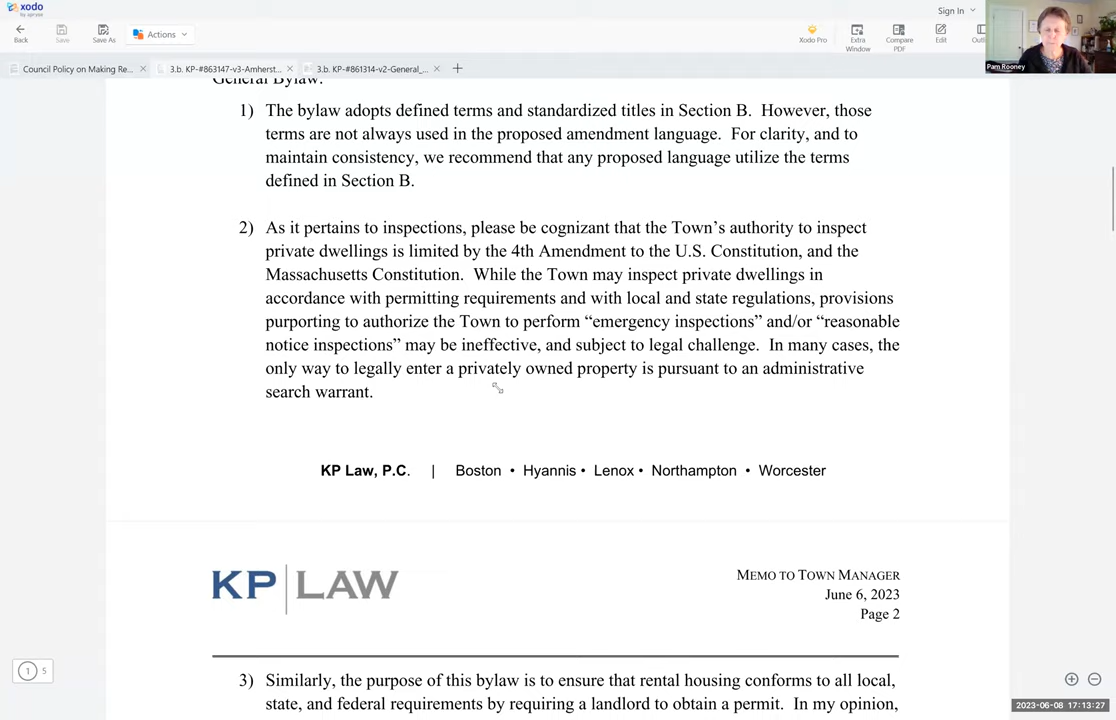 xodo
by apryse
Sign In
Back
Save
Save As
Actions
Xodo Pro
Extra
Window
Compare
PDF
Edit
Pam Rooney
Council Policy on Making Re...
3.b. KP-#863147-v3-Amherst...
3.b. KP-#861314-v2-General_...
General Bylaw.
1) The bylaw adopts defined terms and standardized titles in Section B. However, those
terms are not always used in the proposed amendment language. For clarity, and to
maintain consistency, we recommend that any proposed language utilize the terms
defined in Section B.
2) As it pertains to inspections, please be cognizant that the Town’s authority to inspect
private dwellings is limited by the 4th Amendment to the U.S. Constitution, and the
Massachusetts Constitution. While the Town may inspect private dwellings in
accordance with permitting requirements and with local and state regulations, provisions
purporting to authorize the Town to perform “emergency inspections” and/or “reasonable
notice inspections” may be ineffective, and subject to legal challenge. In many cases, the
only way to legally enter a privately owned property is pursuant to an administrative
search warrant.
KP Law, P.C. | Boston • Hyannis • Lenox • Northampton • Worcester
KP LAW
MEMO TO TOWN MANAGER
June 6, 2023
Page 2
1 5
3) Similarly, the purpose of this bylaw is to ensure that rental housing conforms to all local,
state, and federal requirements by requiring a landlord to obtain a permit. In my opinion,
2023-06-08 17:13:27